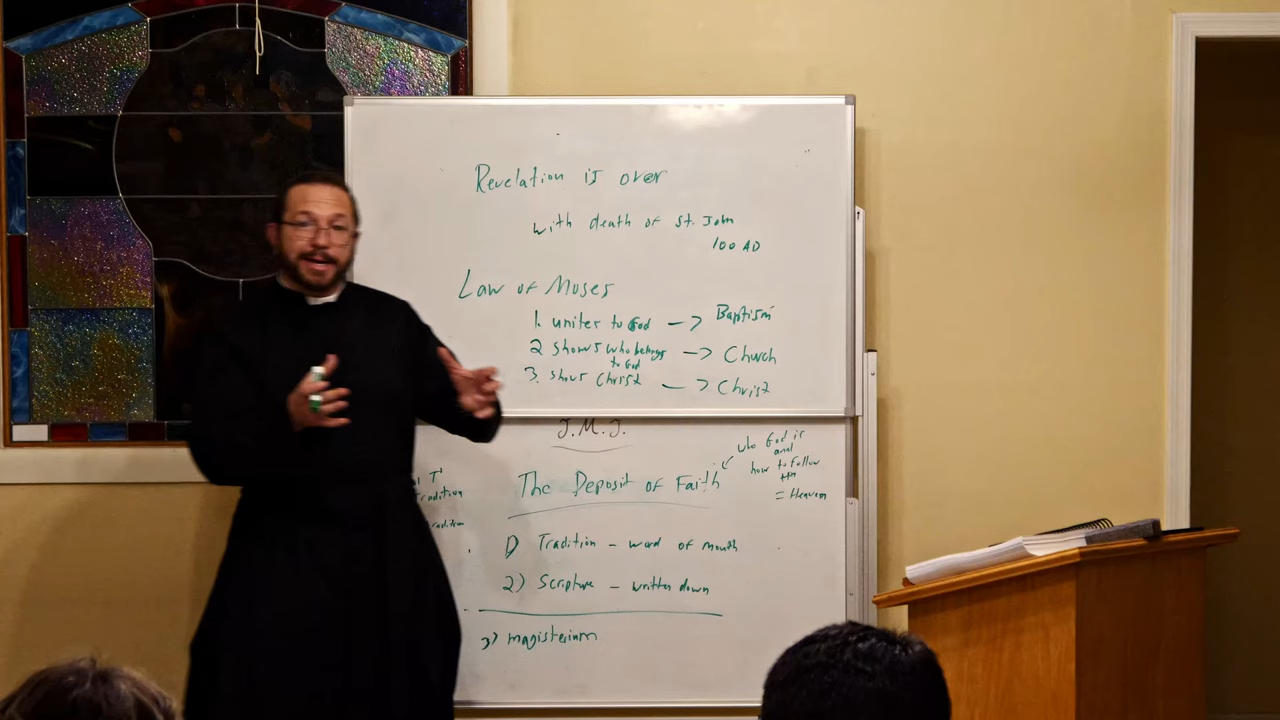 Revelation is over
with death of St. John
100 AD
Law of Moses
1. unites to God -> Baptism
2 shows who belongs -> Church
to God
3. shows Christ -> Christ
J.M.J.
The Deposit of Faith
who God is
and
how to follow
Him
= Heaven
T'
Tradition
1) Tradition - word of mouth
2) Scripture - written down
3) magisterium